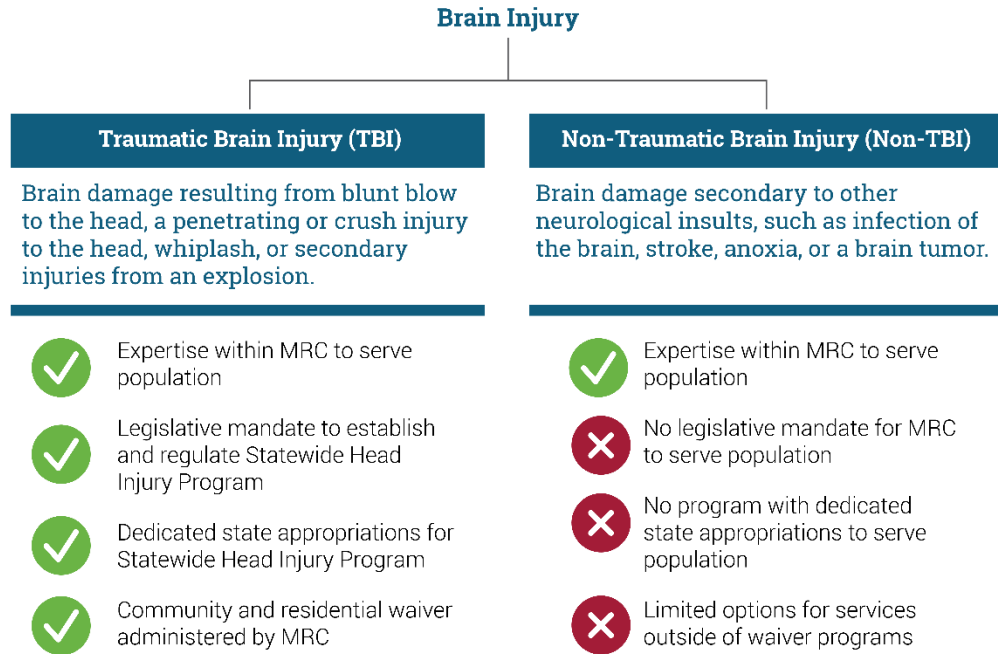 Brain Injury
Traumatic Brain Injury (TBI)
Brain damage resulting from blunt blow
to the head, a penetrating or crush injury
to the head, whiplash, or secondary
injuries from an explosion.
Expertise within MRC to serve
population
Legislative mandate to establish
and regulate Statewide Head
Injury Program
Dedicated state appropriations for
Statewide Head Injury Program
Community and residential waiver
administered by MRC
Non-Traumatic Brain Injury (Non-TBI)
Brain damage secondary to other
neurological insults, such as infection of
the brain, stroke, anoxia, or a brain tumor.
Expertise within MRC to serve
population
No legislative mandate for MRC
to serve population
No program with dedicated
state appropriations to serve
population
Limited options for services
outside of waiver programs